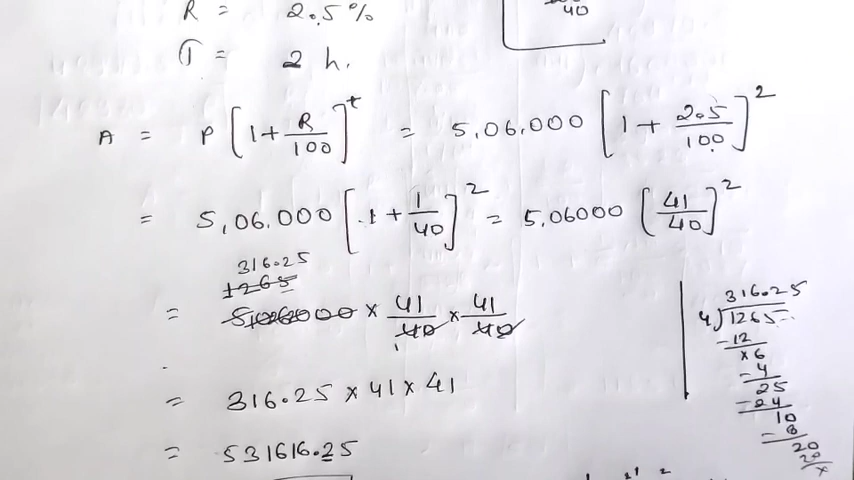 R = 2.5%
40
T = 2 h.
A = P [1 + R/100]^t = 5,06,000 [1 + 2.5/100]^2
= 5,06,000 [1 + 1/40]^2 = 5,06000 [41/40]^2
316.25
1265
= 5,06000 × 41/40 × 41/40
= 316.25 × 41 × 41
= 531616.25
316.25
4)1265
-12
×6
-4
25
-24
10
-8
20
20
×